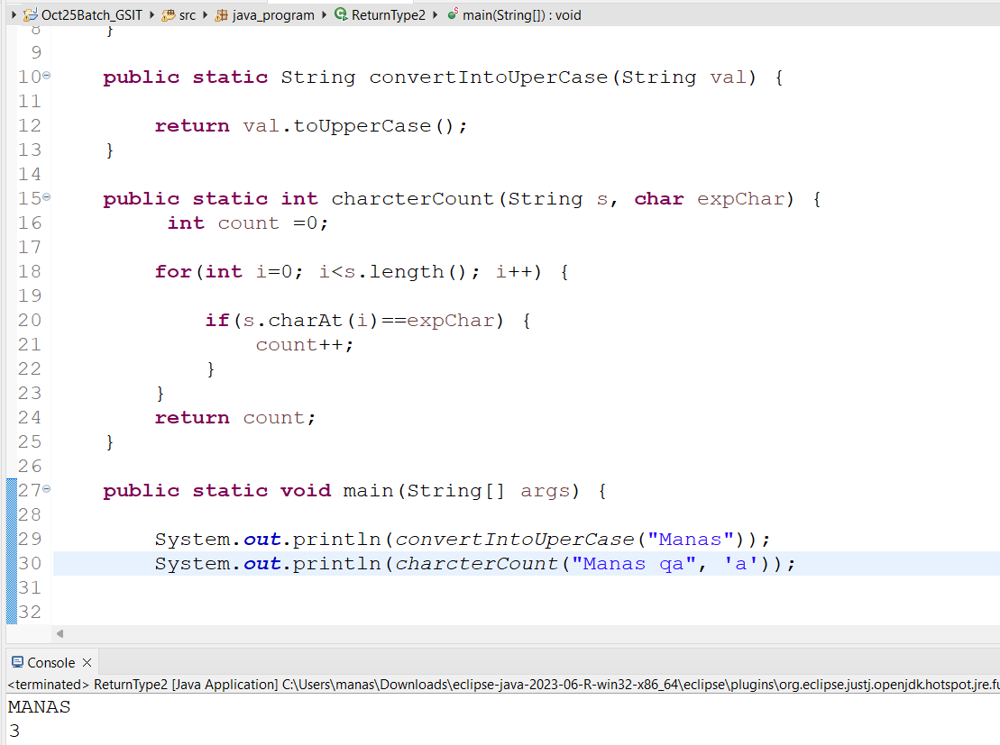 Oct25Batch_GSIT src java_program ReturnType2 main(String[]) : void
8 }
9
10 public static String convertIntoUperCase(String val) {
11
12 return val.toUpperCase();
13 }
14
15 public static int charcterCount(String s, char expChar) {
16 int count =0;
17
18 for(int i=0; i<s.length(); i++) {
19
20 if(s.charAt(i)==expChar) {
21 count++;
22 }
23 }
24 return count;
25 }
26
27 public static void main(String[] args) {
28
29 System.out.println(convertIntoUperCase("Manas"));
30 System.out.println(charcterCount("Manas qa", 'a'));
31
32
Console
<terminated> ReturnType2 [Java Application] C:\Users\manas\Downloads\eclipse-java-2023-06-R-win32-x86_64\eclipse\plugins\org.eclipse.justj.openjdk.hotspot.jre.fu
MANAS
3